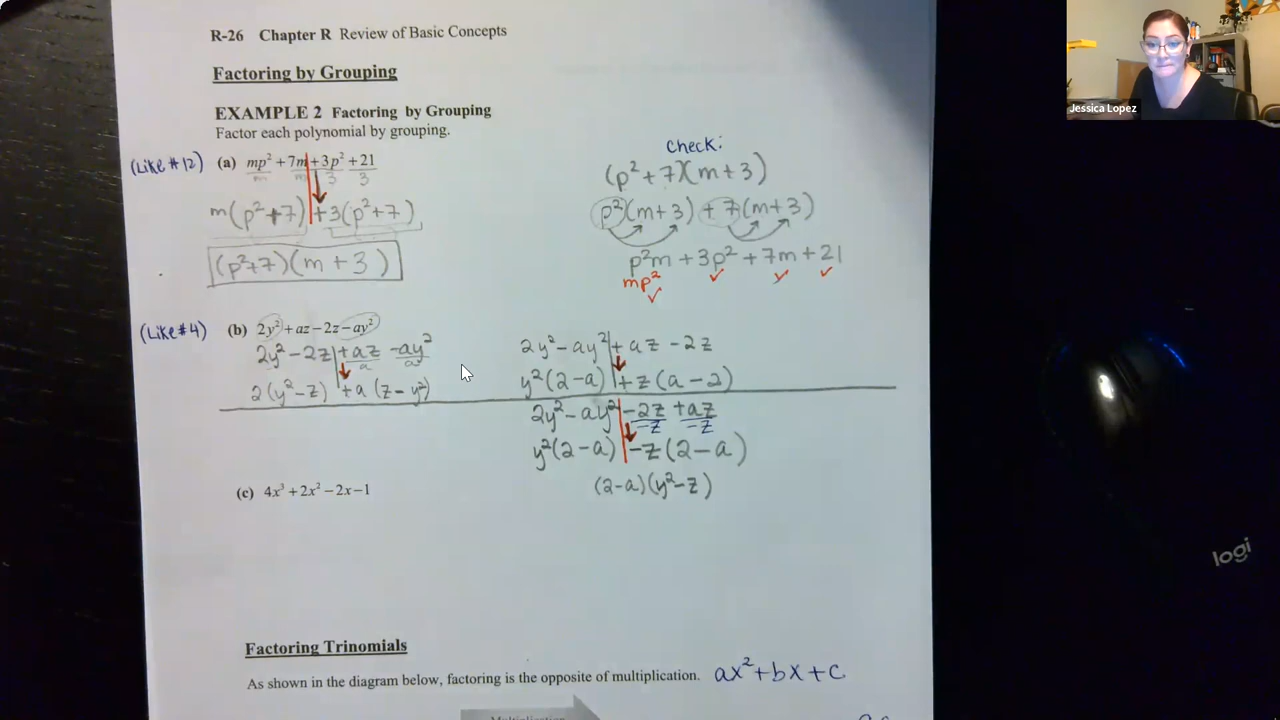 R-26 Chapter R Review of Basic Concepts
Jessica Lopez
Factoring by Grouping
EXAMPLE 2 Factoring by Grouping
Factor each polynomial by grouping.
(Like #12) (a) mp² + 7m + 3p² + 21
m m 3 3
m(p² + 7) + 3(p² + 7)
(p²+7)(m + 3)
Check:
(p² + 7)(m + 3)
p²(m + 3) + 7(m + 3)
p²m + 3p² + 7m + 21
mp²
(Like #4) (b) 2y² + az − 2z − ay²
2y² − 2z + az − ay²
a a
2(y² − z) + a (z − y²)
2y² − ay² + az − 2z
y²(2 − a) + z(a − 2)
2y² − ay² − 2z + az
−z −z
y²(2 − a) − z(2 − a)
(2−a)(y²−z)
(c) 4x³ + 2x² − 2x − 1
logi
Factoring Trinomials
As shown in the diagram below, factoring is the opposite of multiplication. ax² + bx + c
Multiplication